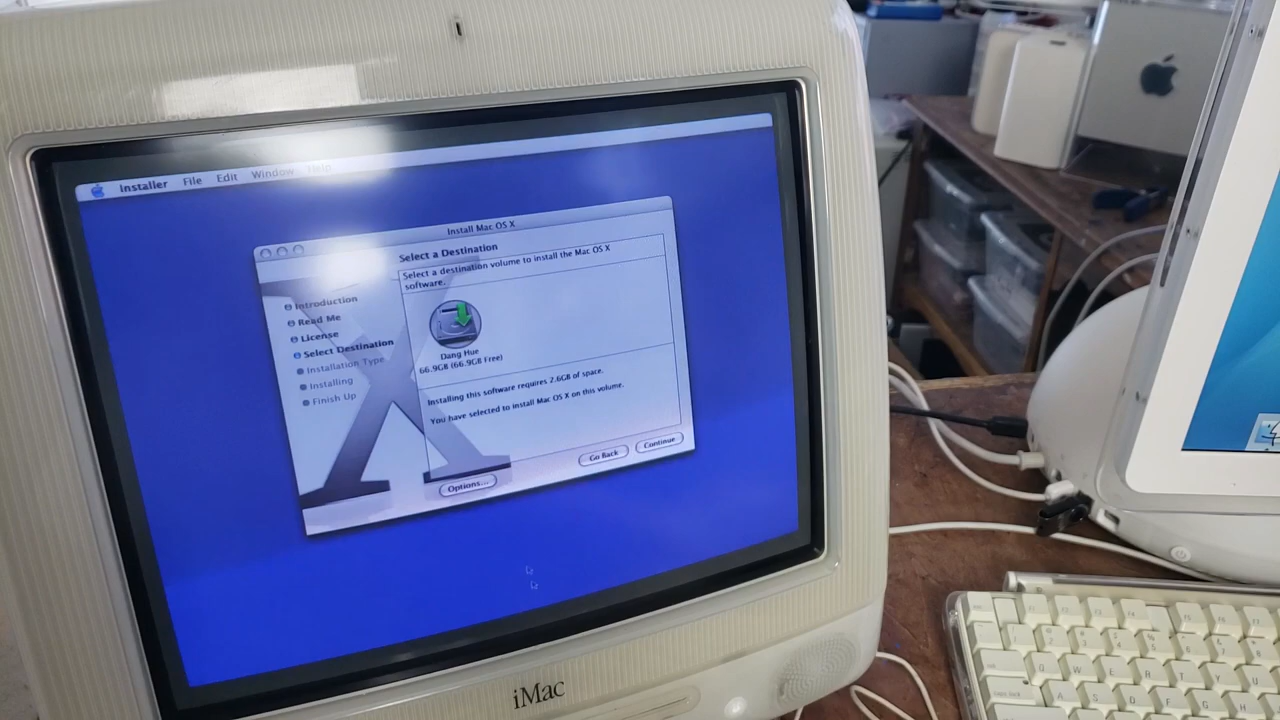 Installer File Edit Window Help
Install Mac OS X
Select a Destination
Select a destination volume to install the Mac OS X
software.
Introduction
Read Me
License
Select Destination
Installation Type
Installing
Finish Up
Dang Hue
66.9GB (66.9GB Free)
Installing this software requires 2.6GB of space.
You have selected to install Mac OS X on this volume.
Options...
Go Back
Continue
iMac
caps lock
A S D F G H